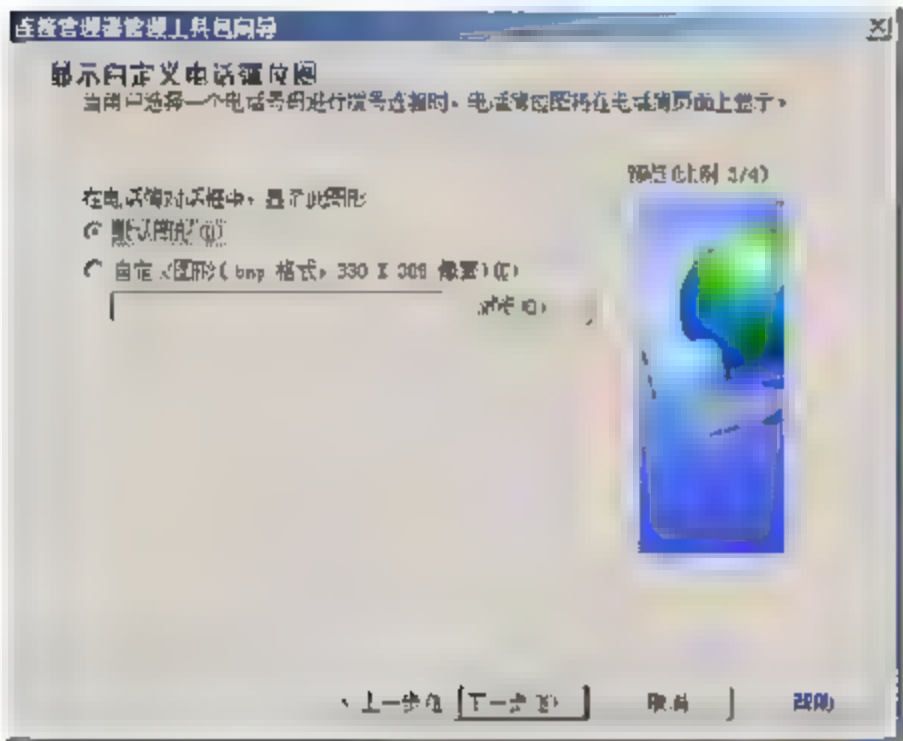 连接管理器管理工具包向导
显示自定义电话簿位图
当用户选择一个电话号码进行拨号连接时，电话簿位图将在电话簿页面上显示。
预览(比例 3/4)
在电话簿对话框中，显示此图形
默认图形
自定义图形(.bmp 格式，330 X 像素)
浏览
上一步
下一步
取消
帮助